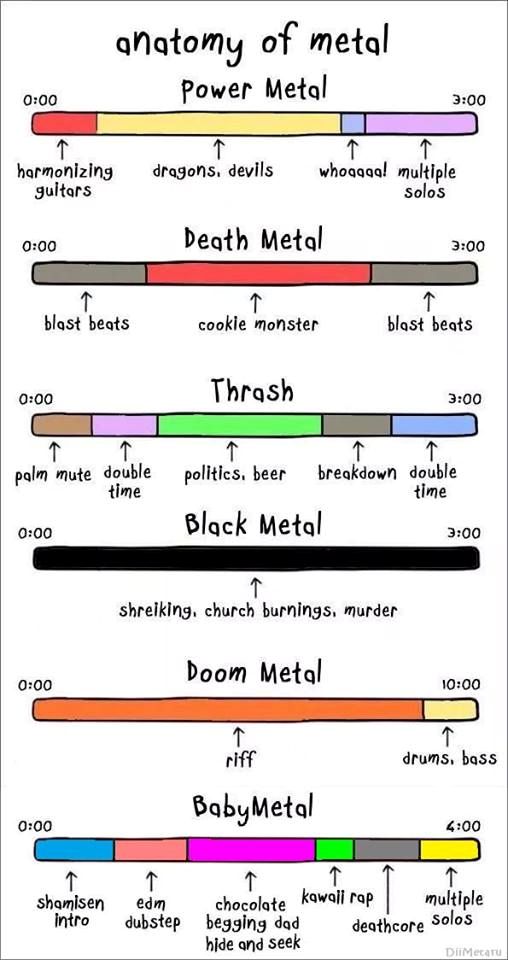 anatomy of metal
Power Metal
0:00 3:00
harmonizing dragons, devils whoaaaa! multiple
guitars solos
Death Metal
0:00 3:00
blast beats cookie monster blast beats
Thrash
0:00 3:00
palm mute double politics, beer breakdown double
time time
Black Metal
0:00 3:00
shreiking, church burnings, murder
Doom Metal
0:00 10:00
riff drums, bass
BabyMetal
0:00 4:00
shamisen edm chocolate kawaii rap multiple
intro dubstep begging dad deathcore solos
hide and seek
DiiMecaru